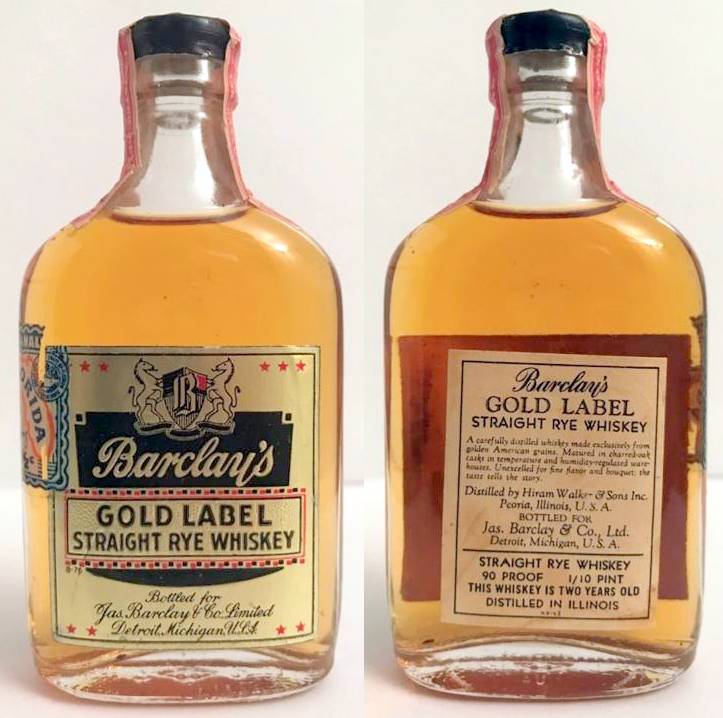 B
Barclay's
GOLD LABEL
STRAIGHT RYE WHISKEY
B-76
Bottled for
Jas. Barclay & Co. Limited
Detroit, Michigan, U.S.A.
Barclay's
GOLD LABEL
STRAIGHT RYE WHISKEY
A carefully distilled whiskey made exclusively from
golden American grains. Matured in charred-oak
casks in temperature and humidity-regulated ware-
houses. Unexcelled for fine flavor and bouquet; the
taste tells the story.
Distilled by Hiram Walker & Sons Inc.
Peoria, Illinois, U. S. A.
BOTTLED FOR
Jas. Barclay & Co., Ltd.
Detroit, Michigan, U. S. A.
STRAIGHT RYE WHISKEY
90 PROOF 1/10 PINT
THIS WHISKEY IS TWO YEARS OLD
DISTILLED IN ILLINOIS